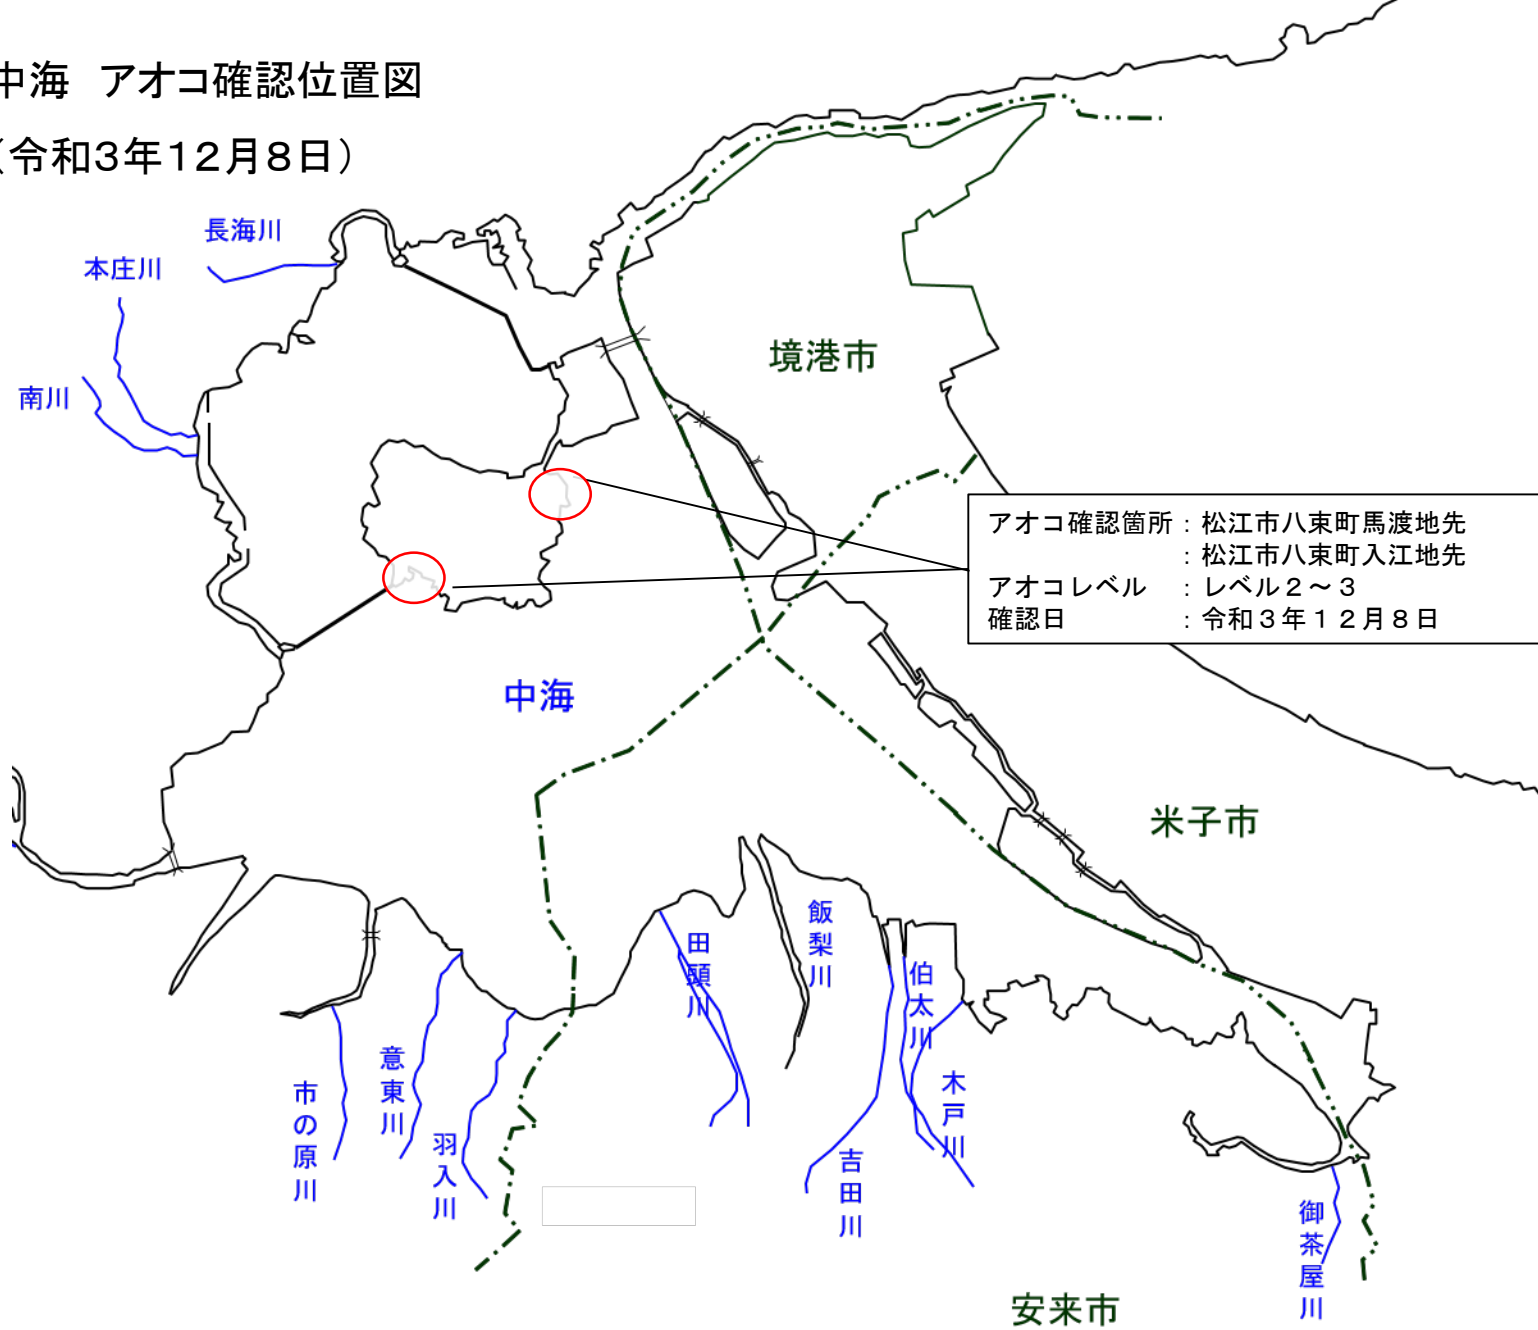 中海 アオコ確認位置図
(令和3年12月8日)
長海川
本庄川
南川
境港市
アオコ確認箇所:松江市八束町馬渡地先
:松江市八束町入江地先
アオコレベル :レベル2~3
確認日 :令和3年12月8日
中海
米子市
飯梨川
田頭川
伯太川
意東川
木戸川
市の原川
羽入川
吉田川
御茶屋川
安来市